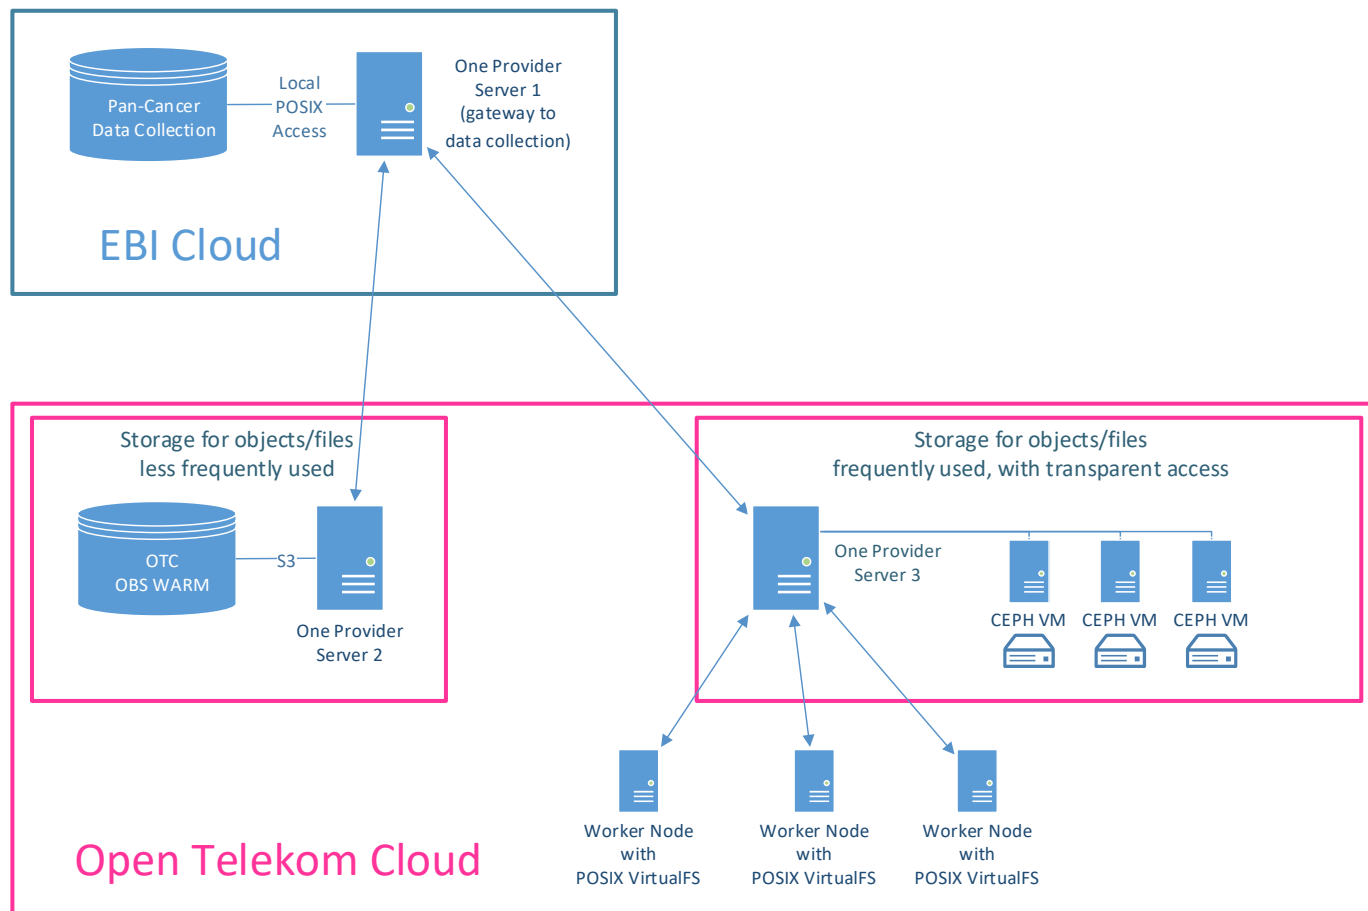 Pan-Cancer
Data Collection
Local
POSIX
Access
One Provider
Server 1
(gateway to
data collection)
EBI Cloud
Storage for objects/files
less frequently used
OTC
OBS WARM
S3
One Provider
Server 2
Storage for objects/files
frequently used, with transparent access
One Provider
Server 3
CEPH VM
CEPH VM
CEPH VM
Worker Node
with
POSIX VirtualFS
Worker Node
with
POSIX VirtualFS
Worker Node
with
POSIX VirtualFS
Open Telekom Cloud